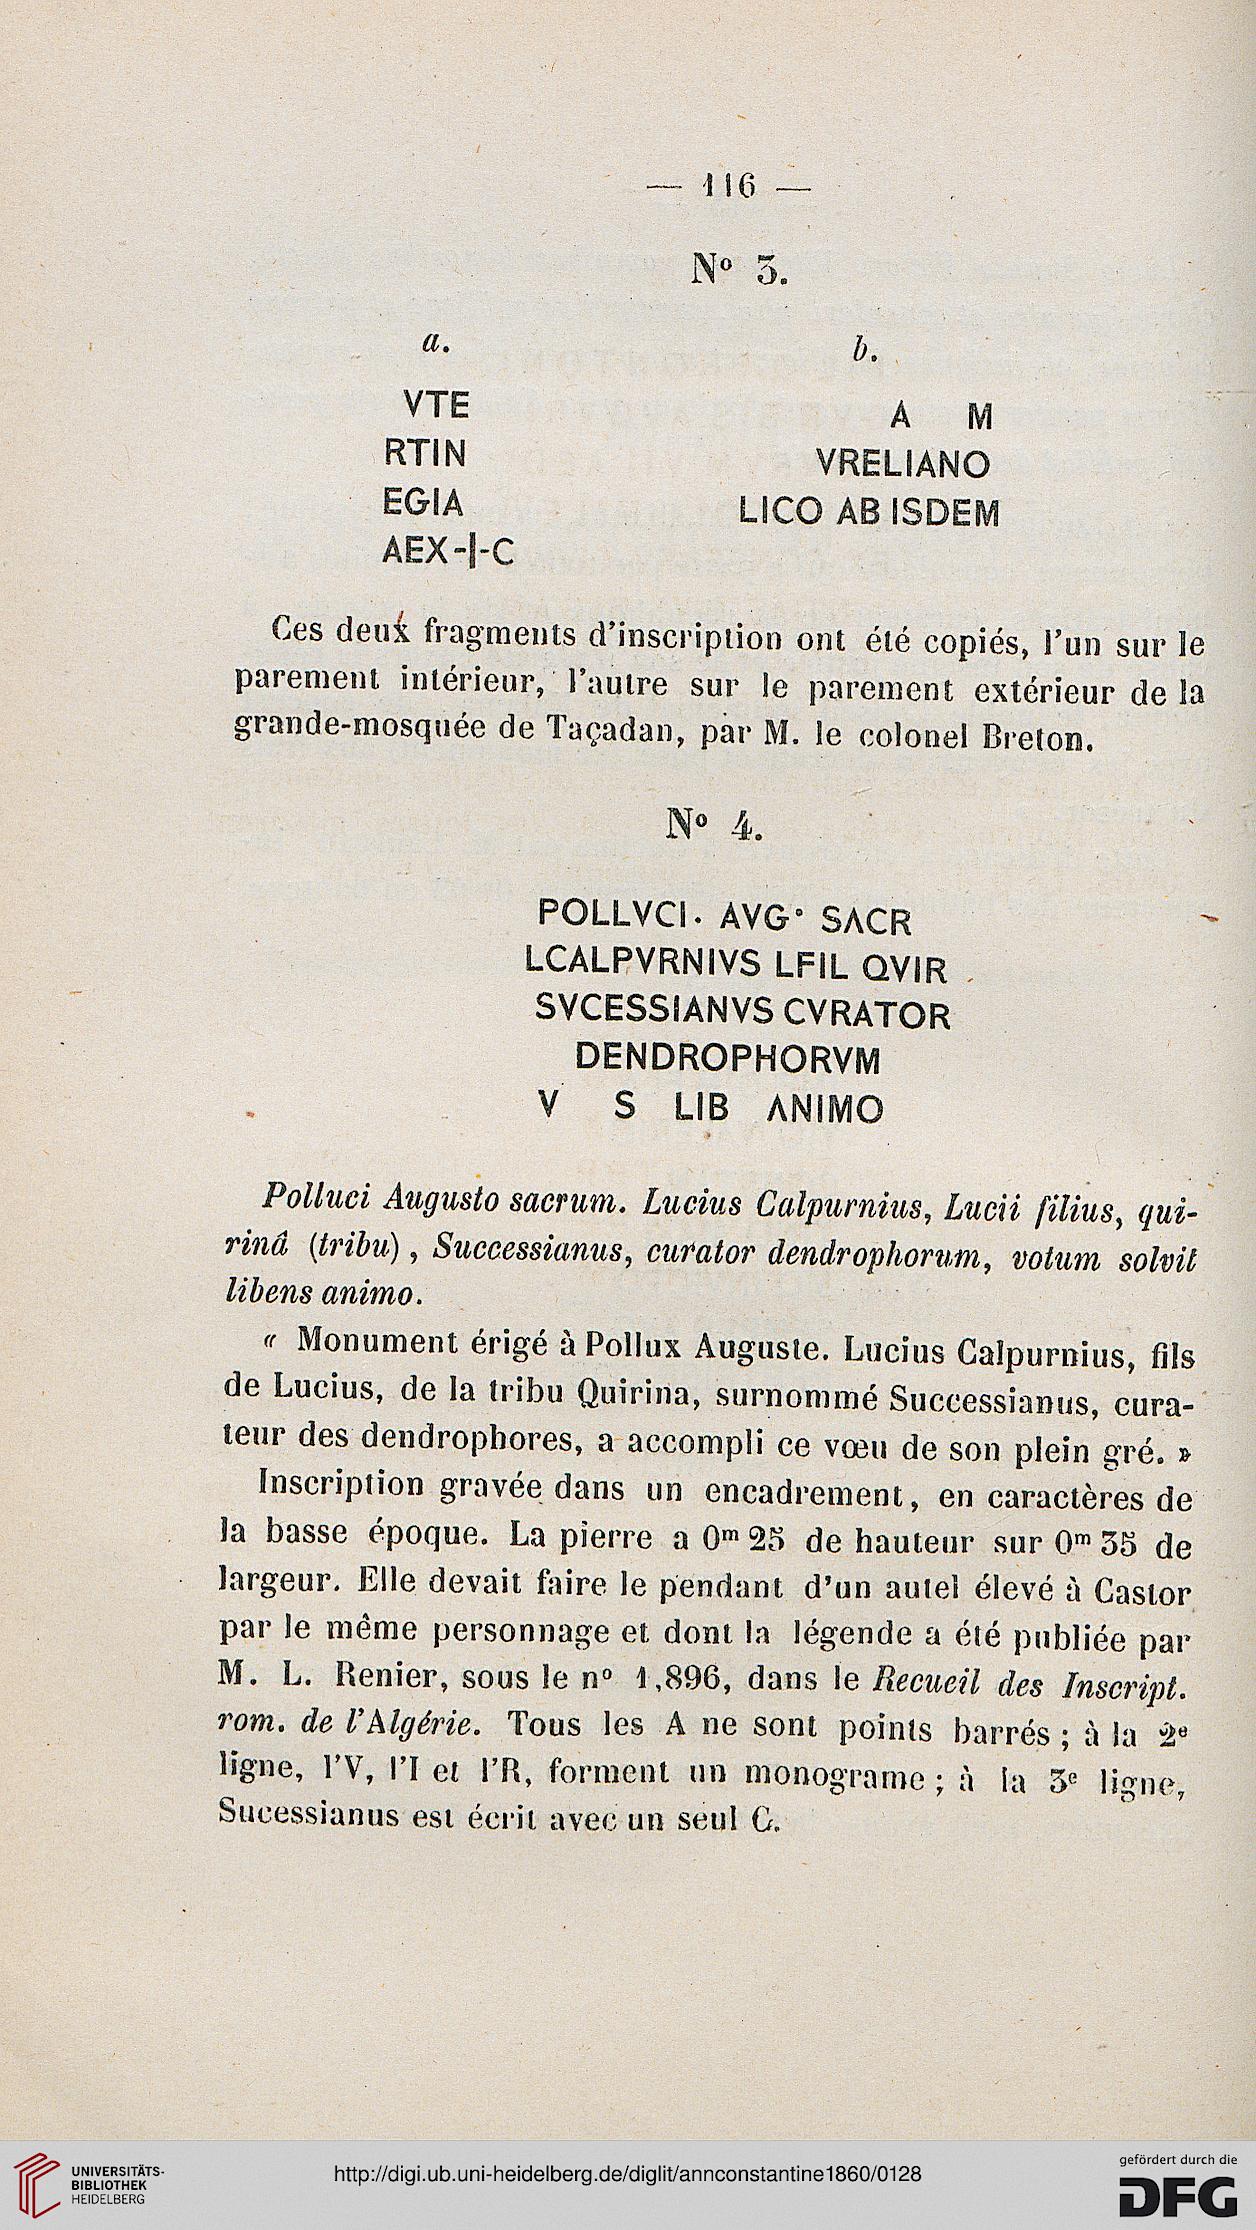 — 116 —
N° 3.
a.
VTE
RTIN
EGIA
AEX-|-C
b.
A M
VRELIANO
LICO AB ISDEM
Ces deux fragments d'inscription ont été copiés, l'un sur le
parement intérieur, l'autre sur le parement extérieur de la
grande-mosquée de Taçadan, par M. le colonel Breton.
N° 4.
POLLVCI. AVG• SΛCR
LCALPVRNIVS LFIL QVIR
SVCESSIANVS CVRATOR
DENDROPHORVM
V S LIB ΛNIMO
Polluci Augusto sacrum. Lucius Calpurnius, Lucii filius, qui-
rinâ (tribu), Successianus, curator dendrophorum, votum solvit
libens animo.
« Monument érigé à Pollux Auguste. Lucius Calpurnius, fils
de Lucius, de la tribu Quirina, surnommé Successianus, cura-
teur des dendrophores, a accompli ce vœu de son plein gré. »
Inscription gravée dans un encadrement, en caractères de
la basse époque. La pierre a 0m 25 de hauteur sur 0m 35 de
largeur. Elle devait faire le pendant d'un autel élevé à Castor
par le même personnage et dont la légende a été publiée par
M. L. Renier, sous le n° 1,896, dans le Recueil des Inscript.
rom. de l'Algérie. Tous les A ne sont points barrés ; à la 2e
ligne, l'V, l'I et l'R, forment un monograme ; à la 3e ligne,
Sucessianus est écrit avec un seul C.
UNIVERSITÄTS-
BIBLIOTHEK
HEIDELBERG
http://digi.ub.uni-heidelberg.de/diglit/annconstantine1860/0128
gefördert durch die
DFG